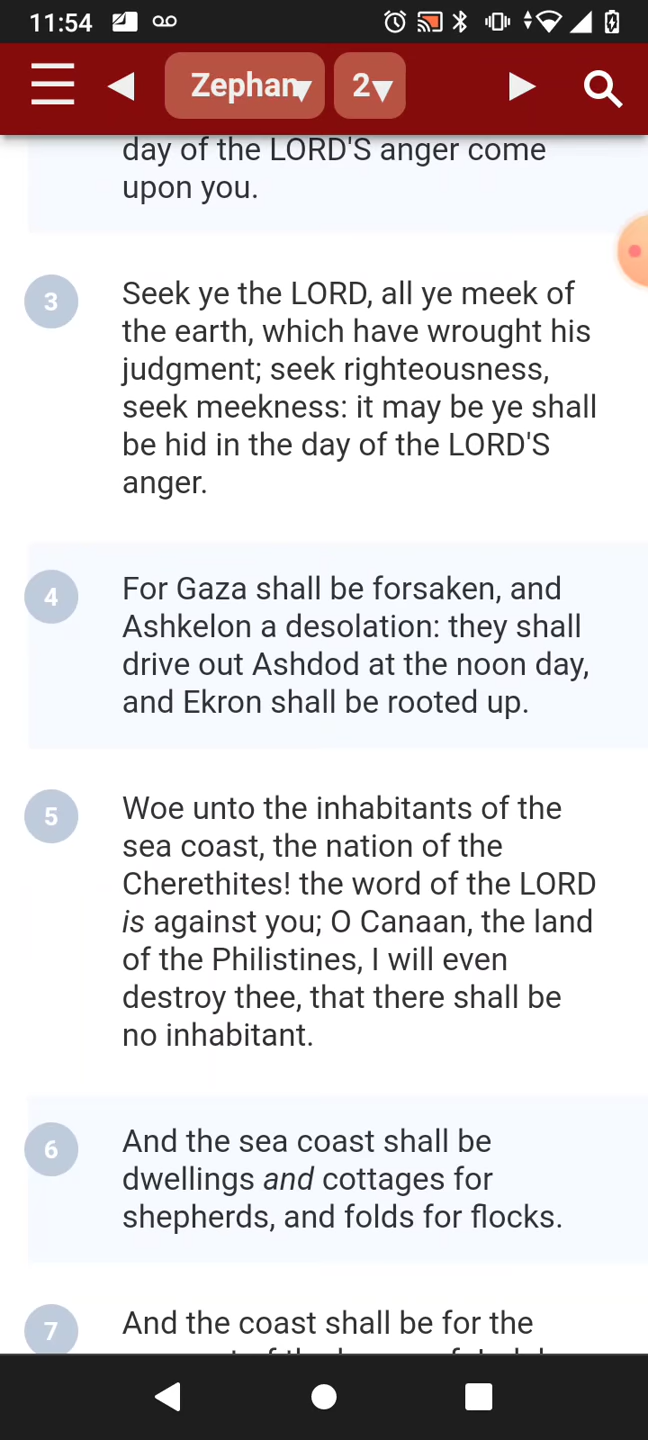 11:54
Zephan
2
day of the LORD'S anger come
upon you.
3
Seek ye the LORD, all ye meek of
the earth, which have wrought his
judgment; seek righteousness,
seek meekness: it may be ye shall
be hid in the day of the LORD'S
anger.
4
For Gaza shall be forsaken, and
Ashkelon a desolation: they shall
drive out Ashdod at the noon day,
and Ekron shall be rooted up.
5
Woe unto the inhabitants of the
sea coast, the nation of the
Cherethites! the word of the LORD
is against you; O Canaan, the land
of the Philistines, I will even
destroy thee, that there shall be
no inhabitant.
6
And the sea coast shall be
dwellings and cottages for
shepherds, and folds for flocks.
7
And the coast shall be for the